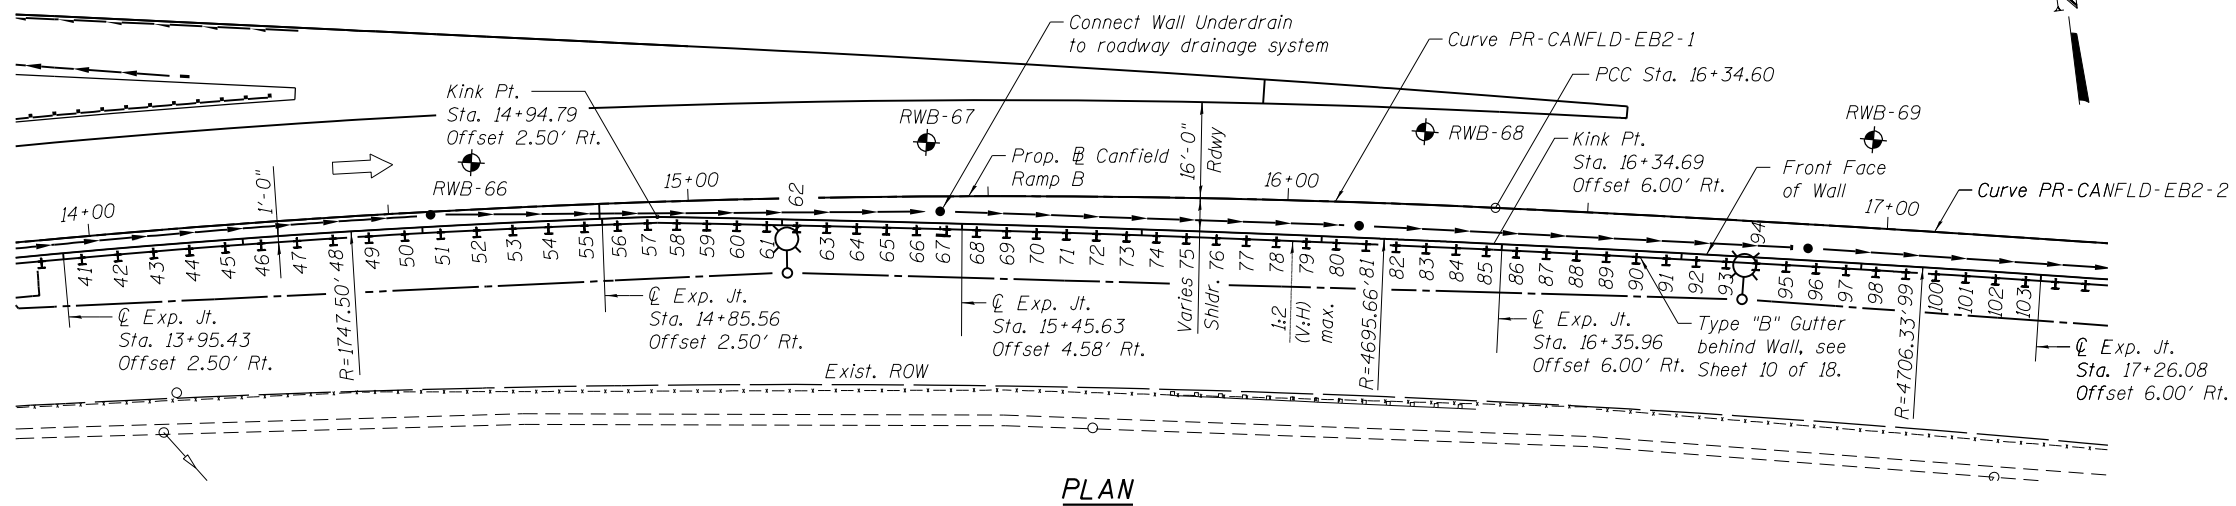 N
Connect Wall Underdrain
to roadway drainage system
Curve PR-CANFLD-EB2-1
PCC Sta. 16+34.60
Kink Pt.
Sta. 14+94.79
Offset 2.50' Rt.
RWB-66
RWB-67
RWB-68
RWB-69
Prop. ℄ Canfield
Ramp B
16'-0"
Rdwy
Kink Pt.
Sta. 16+34.69
Offset 6.00' Rt.
Front Face
of Wall
Curve PR-CANFLD-EB2-2
14+00
1'-0"
15+00
16+00
17+00
41 42 43 44 45 46 47 48 49 50 51 52 53 54 55 56 57 58 59 60 61 62 63 64 65 66 67 68 69 70 71 72 73 74 75 76 77 78 79 80 81 82 83 84 85 86 87 88 89 90 91 92 93 94 95 96 97 98 99 100 101 102 103
℄ Exp. Jt.
Sta. 13+95.43
Offset 2.50' Rt.
R=1747.50'
℄ Exp. Jt.
Sta. 14+85.56
Offset 2.50' Rt.
℄ Exp. Jt.
Sta. 15+45.63
Offset 4.58' Rt.
Varies
Shldr.
1:2
(V:H)
max.
R=4695.66'
℄ Exp. Jt.
Sta. 16+35.96
Offset 6.00' Rt.
Type "B" Gutter
behind Wall, see
Sheet 10 of 18.
R=4706.33'
℄ Exp. Jt.
Sta. 17+26.08
Offset 6.00' Rt.
Exist. ROW
PLAN